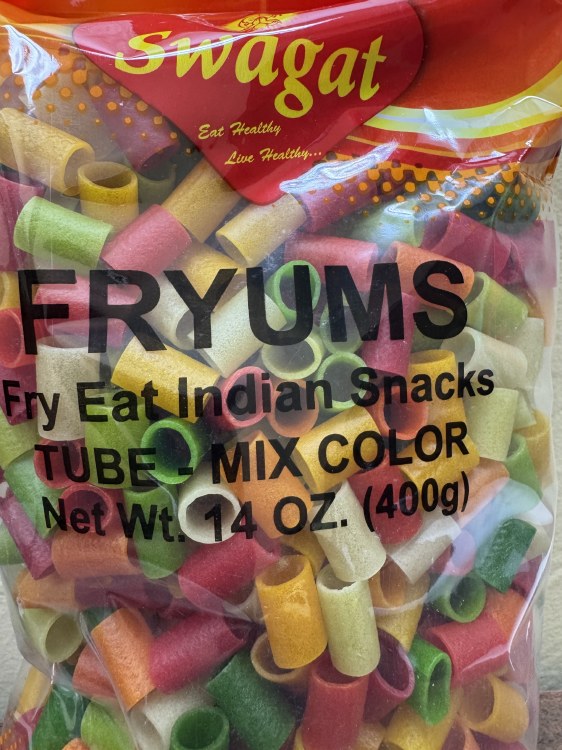 Swagat
Eat Healthy
Live Healthy...
FRYUMS
Fry Eat Indian Snacks
TUBE - MIX COLOR
Net Wt. 14 OZ. (400g)